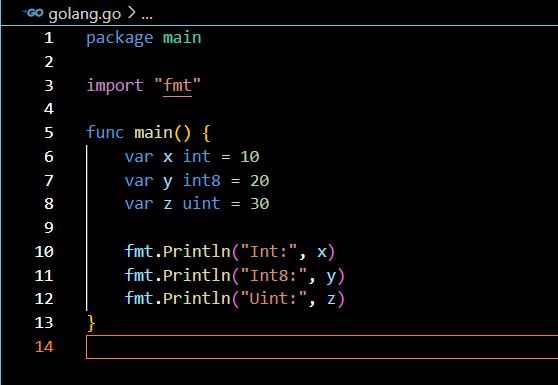 GO golang.go > ...
1 package main
2
3 import "fmt"
4
5 func main() {
6     var x int = 10
7     var y int8 = 20
8     var z uint = 30
9
10     fmt.Println("Int:", x)
11     fmt.Println("Int8:", y)
12     fmt.Println("Uint:", z)
13 }
14